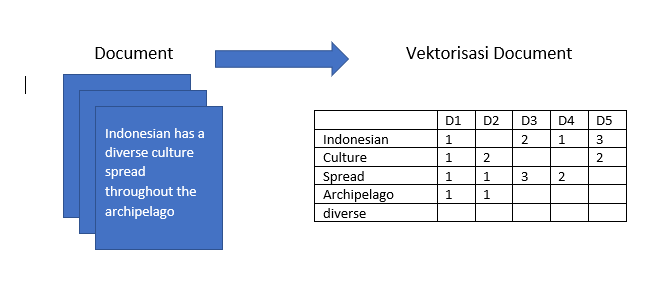 Document
Vektorisasi Document
Indonesian has a
diverse culture
spread
throughout the
archipelago
D1 D2 D3 D4 D5
Indonesian 1 2 1 3
Culture 1 2 2
Spread 1 1 3 2
Archipelago 1 1
diverse